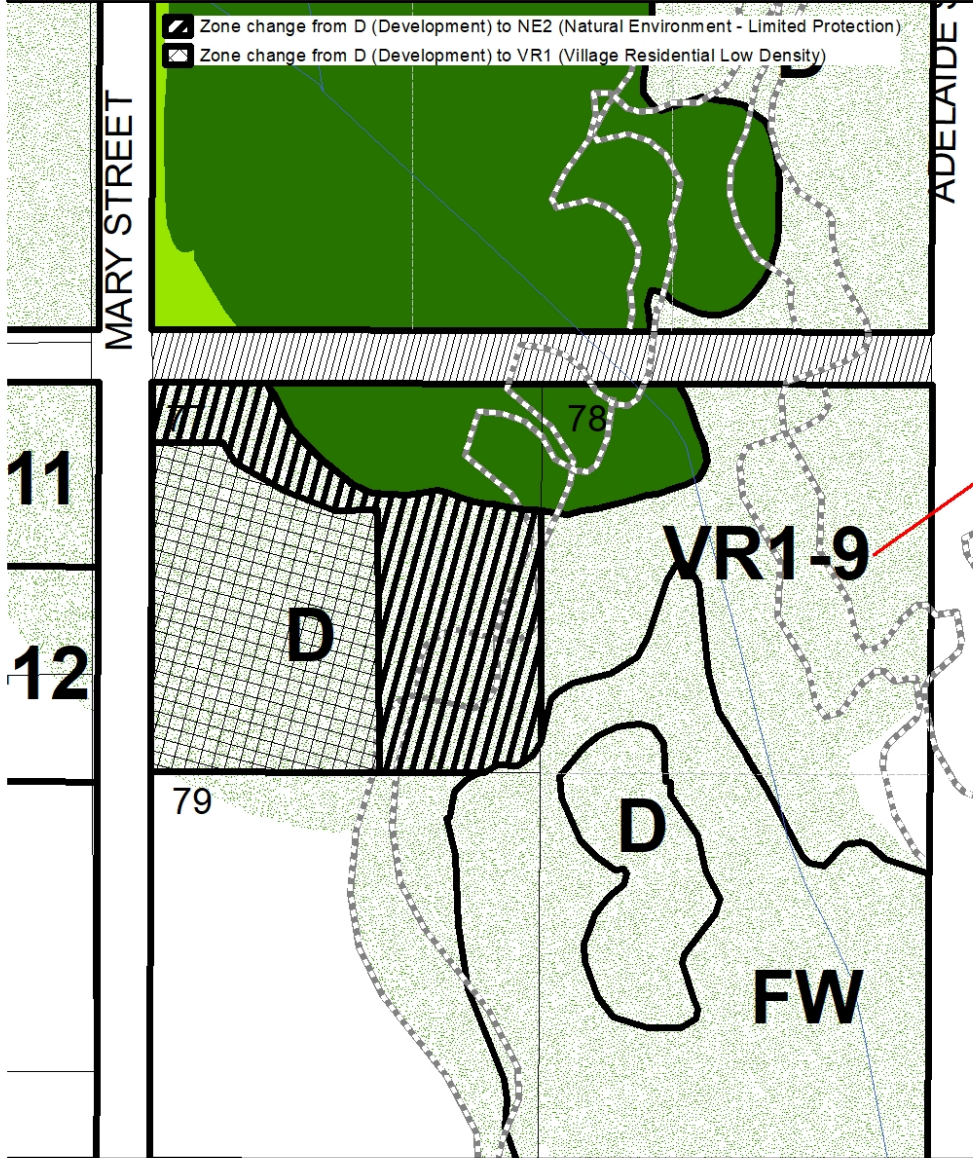 Zone change from D (Development) to NE2 (Natural Environment - Limited Protection)
Zone change from D (Development) to VR1 (Village Residential Low Density)
MARY STREET
78
11
VR1-9
D
12
79
D
FW